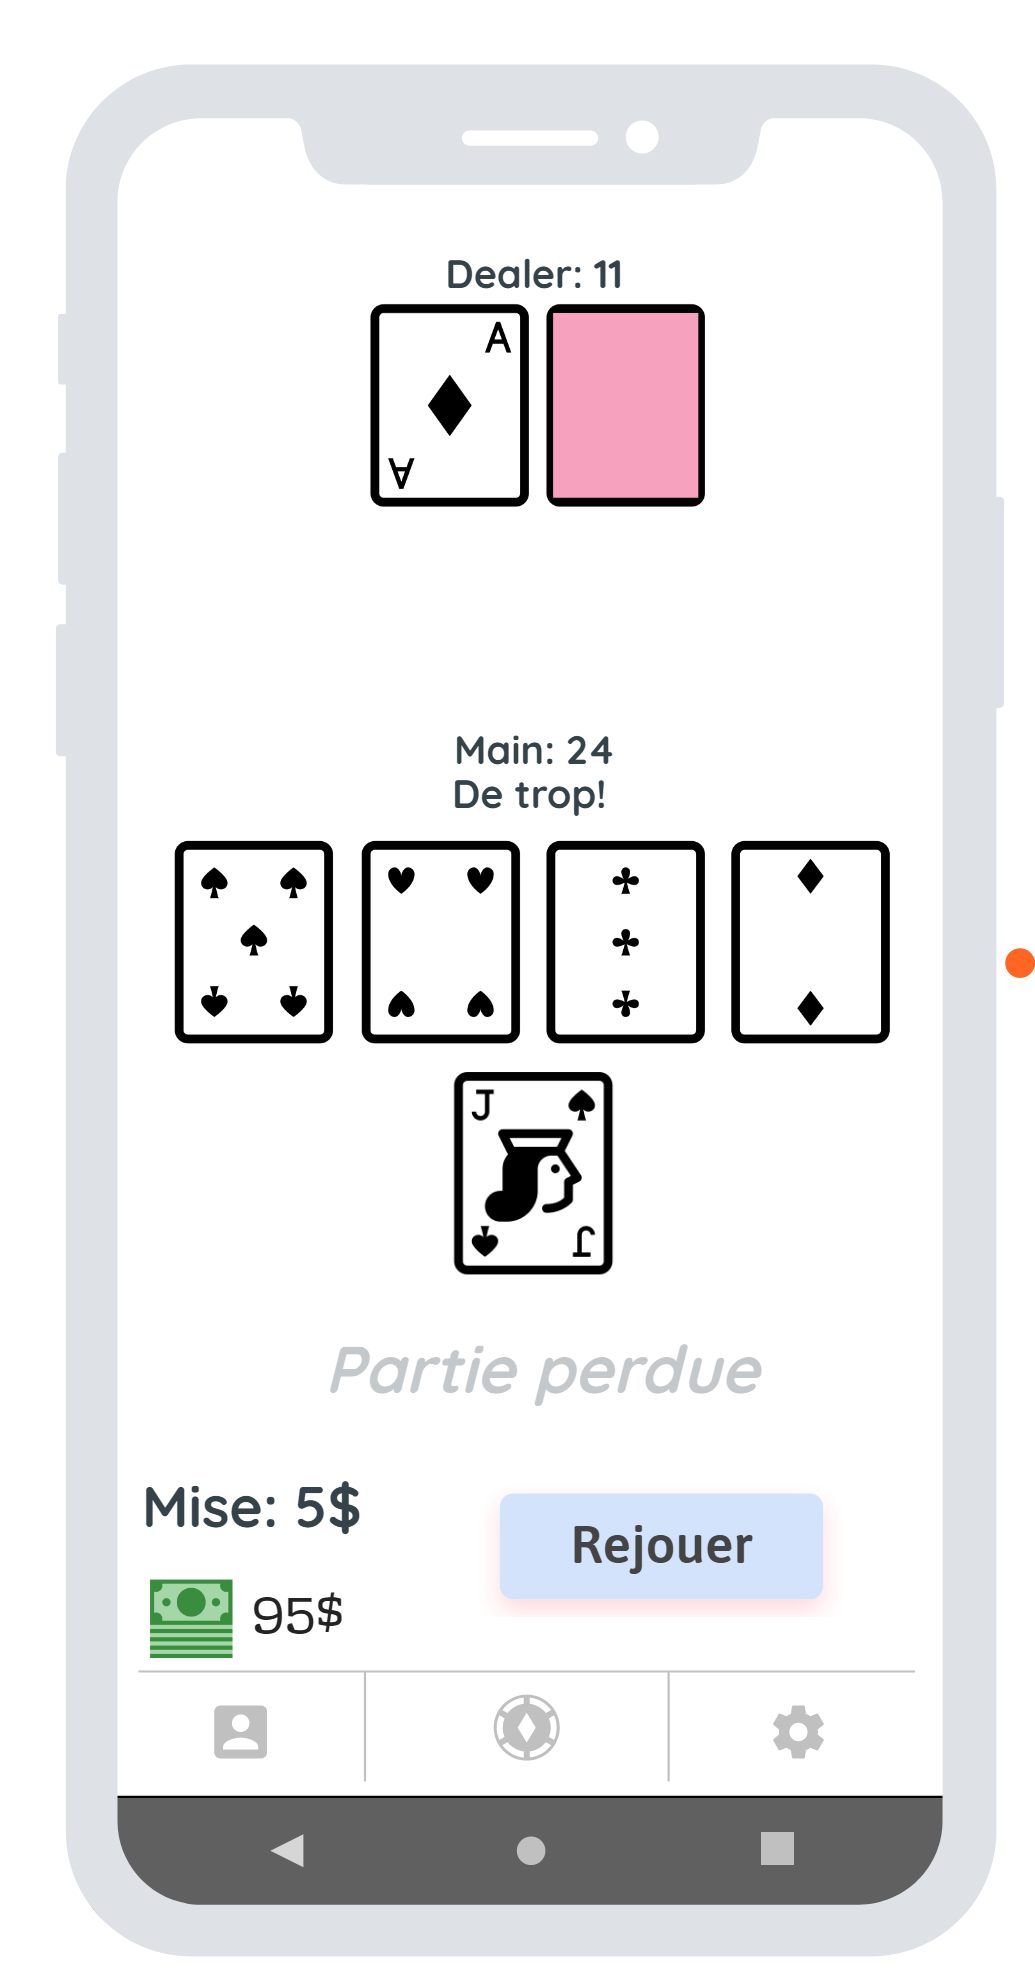 Dealer: 11
A
A
Main: 24
De trop!
J
J
Partie perdue
Mise: 5$
Rejouer
95$